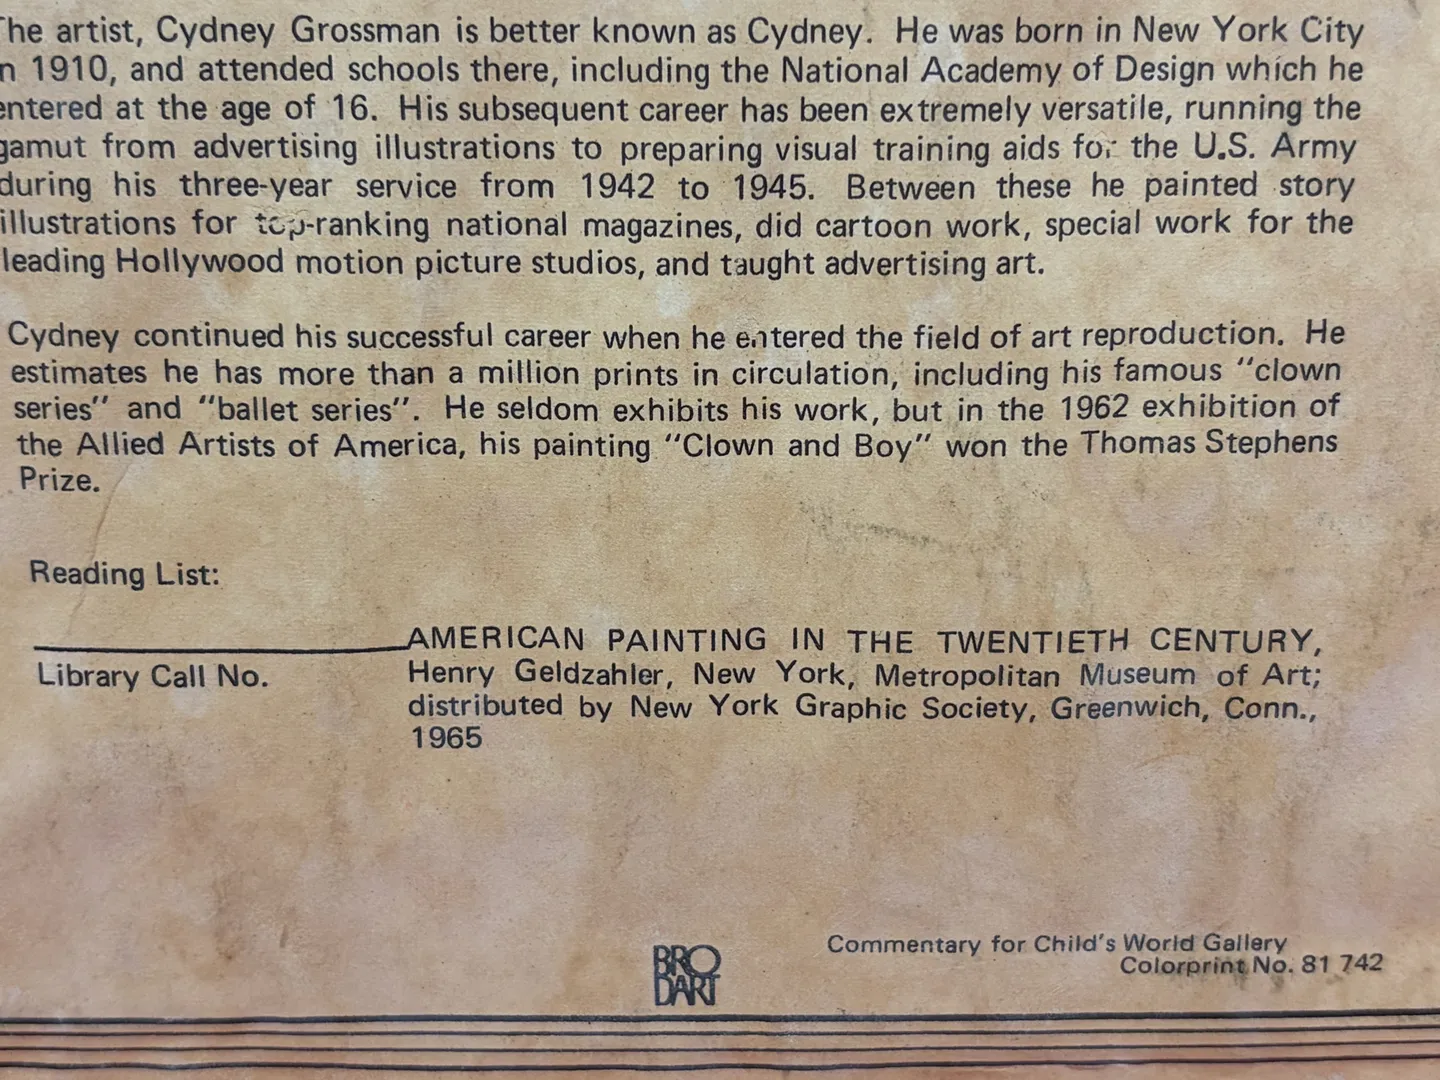 The artist, Cydney Grossman is better known as Cydney. He was born in New York City
n 1910, and attended schools there, including the National Academy of Design which he
entered at the age of 16. His subsequent career has been extremely versatile, running the
gamut from advertising illustrations to preparing visual training aids for the U.S. Army
during his three-year service from 1942 to 1945. Between these he painted story
illustrations for top-ranking national magazines, did cartoon work, special work for the
leading Hollywood motion picture studios, and taught advertising art.
Cydney continued his successful career when he entered the field of art reproduction. He
estimates he has more than a million prints in circulation, including his famous "clown
series" and "ballet series". He seldom exhibits his work, but in the 1962 exhibition of
the Allied Artists of America, his painting "Clown and Boy" won the Thomas Stephens
Prize.
Reading List:
AMERICAN PAINTING IN THE TWENTIETH CENTURY,
Library Call No. Henry Geldzahler, New York, Metropolitan Museum of Art;
distributed by New York Graphic Society, Greenwich, Conn.,
1965
BRO
DART
Commentary for Child's World Gallery
Colorprint No. 81 742